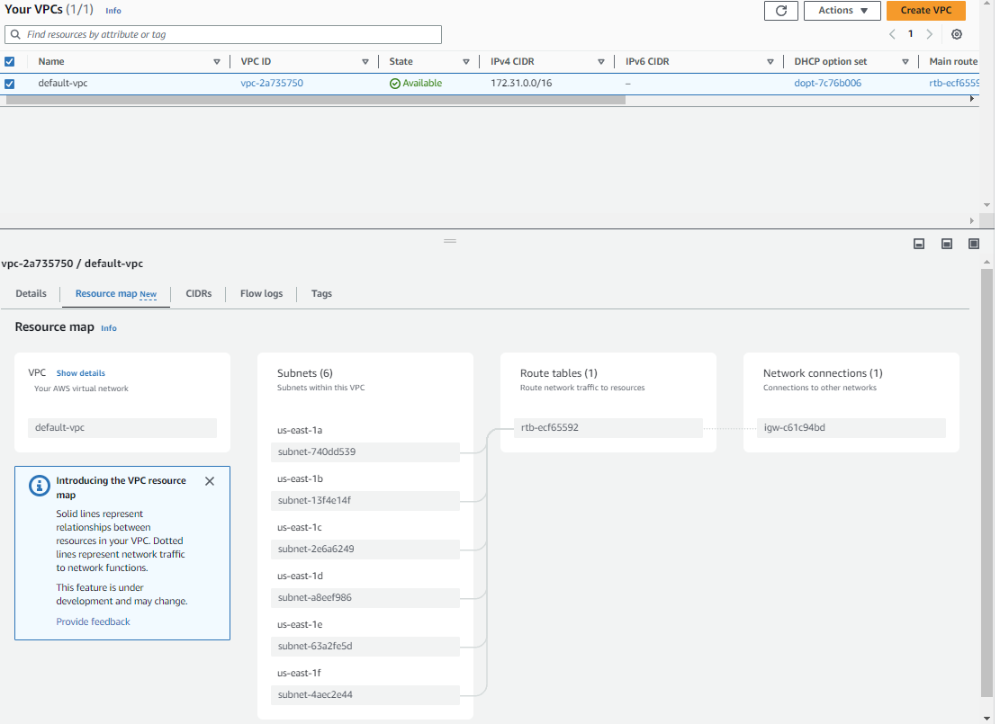 Your VPCs (1/1) Info
Actions
Create VPC
Find resources by attribute or tag
1
Name VPC ID State IPv4 CIDR IPv6 CIDR DHCP option set Main route
default-vpc vpc-2a735750 Available 172.31.0.0/16 – dopt-7c76b006 rtb-ecf6559
vpc-2a735750 / default-vpc
Details Resource map New CIDRs Flow logs Tags
Resource map Info
VPC Show details
Your AWS virtual network
default-vpc
Introducing the VPC resource
map
Solid lines represent
relationships between
resources in your VPC. Dotted
lines represent network traffic
to network functions.
This feature is under
development and may change.
Provide feedback
Subnets (6)
Subnets within this VPC
us-east-1a
subnet-740dd539
us-east-1b
subnet-13f4e14f
us-east-1c
subnet-2e6a6249
us-east-1d
subnet-a8eef986
us-east-1e
subnet-63a2fe5d
us-east-1f
subnet-4aec2e44
Route tables (1)
Route network traffic to resources
rtb-ecf65592
Network connections (1)
Connections to other networks
igw-c61c94bd